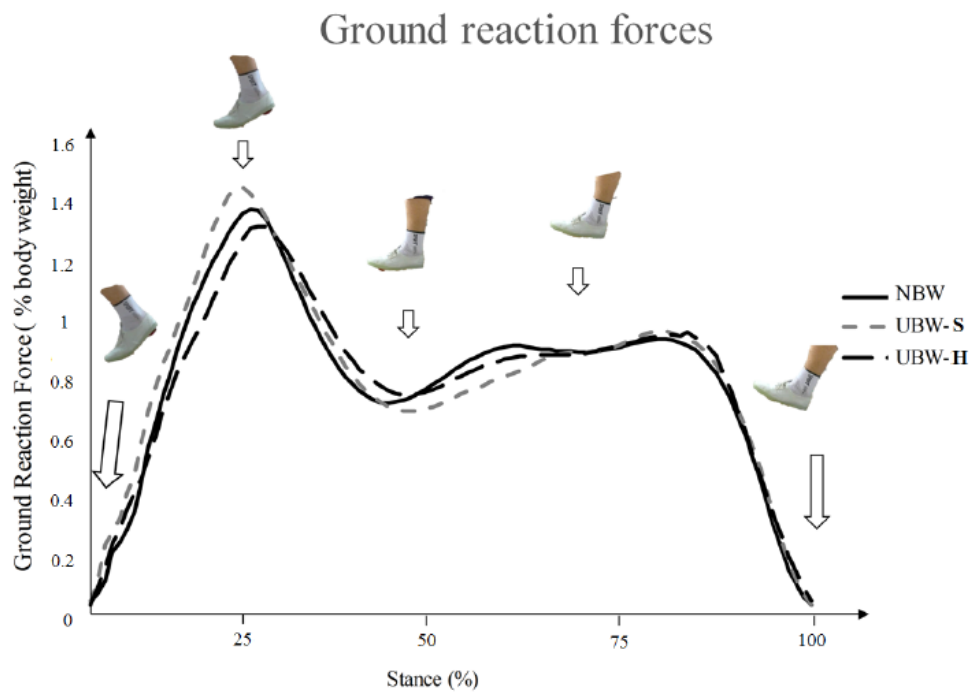 Ground reaction forces
Ground Reaction Force ( % body weight)
1.6
1.4
1.2
1
0.8
0.6
0.4
0.2
0
25
50
75
100
Stance (%)
NBW
UBW-S
UBW-H